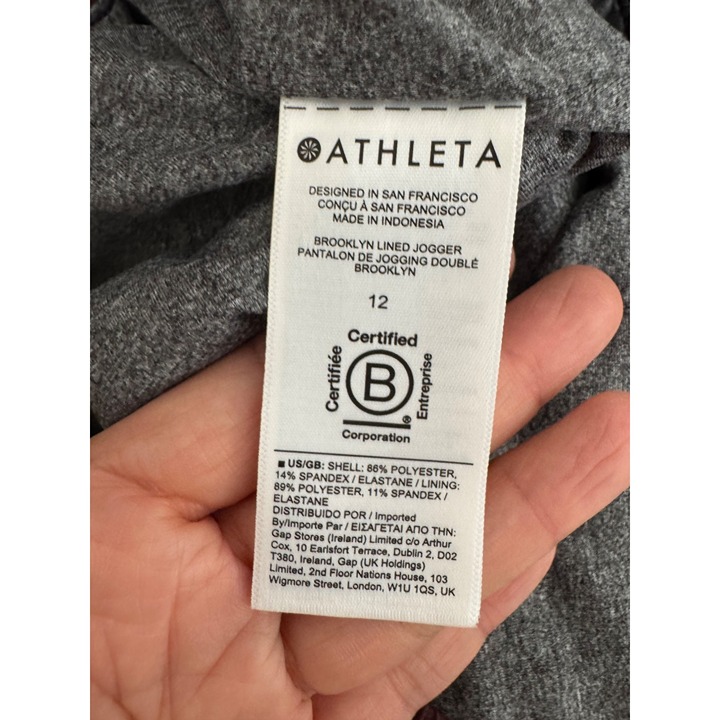 ATHLETA
DESIGNED IN SAN FRANCISCO
CONÇU À SAN FRANCISCO
MADE IN INDONESIA
BROOKLYN LINED JOGGER
PANTALON DE JOGGING DOUBLÉ
BROOKLYN
12
Certified
Certifiée
B
Entreprise
®
Corporation
■ US/GB: SHELL: 86% POLYESTER,
14% SPANDEX / ELASTANE / LINING:
89% POLYESTER, 11% SPANDEX /
ELASTANE
DISTRIBUIDO POR / Imported
By/Importe Par / ΕΙΣΑΓΕΤΑΙ ΑΠΟ ΤΗΝ:
Gap Stores (Ireland) Limited c/o Arthur
Cox, 10 Earlsfort Terrace, Dublin 2, D02
T380, Ireland, Gap (UK Holdings)
Limited, 2nd Floor Nations House, 103
Wigmore Street, London, W1U 1QS, UK